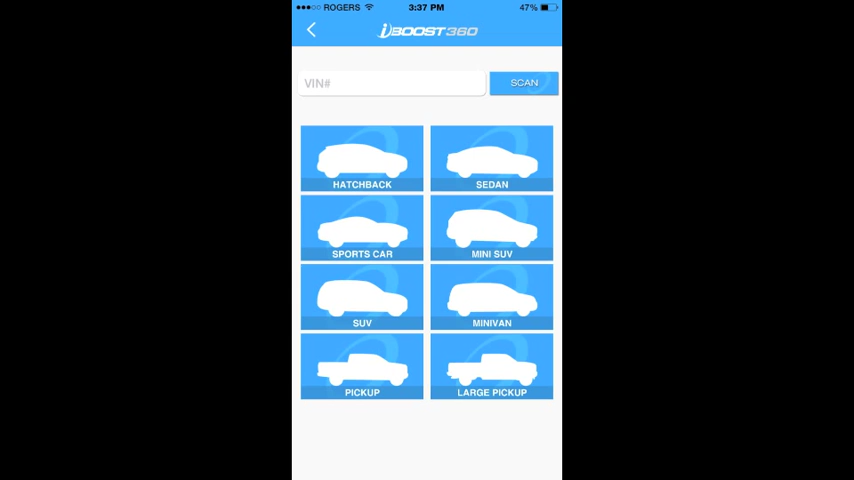 ROGERS 3:37 PM 47%
iBOOST360
VIN# SCAN
HATCHBACK SEDAN
SPORTS CAR MINI SUV
SUV MINIVAN
PICKUP LARGE PICKUP